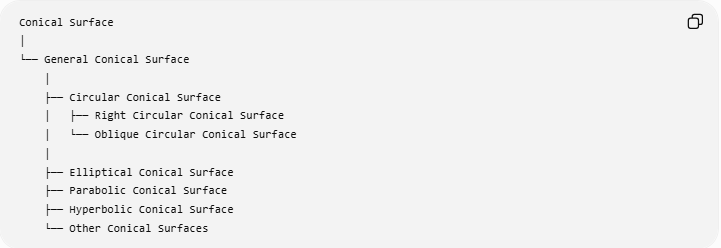 Conical Surface
│
└── General Conical Surface
    │
    ├── Circular Conical Surface
    │   ├── Right Circular Conical Surface
    │   └── Oblique Circular Conical Surface
    │
    ├── Elliptical Conical Surface
    ├── Parabolic Conical Surface
    ├── Hyperbolic Conical Surface
    └── Other Conical Surfaces